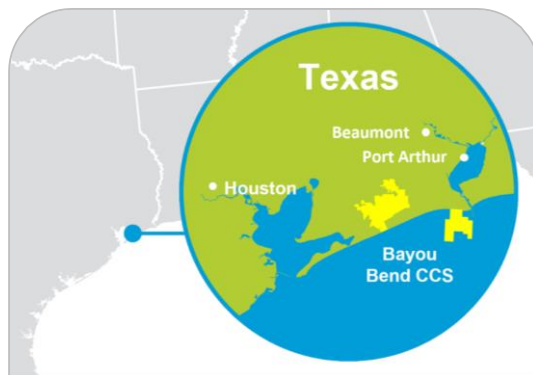 Texas
Beaumont
Port Arthur
Houston
Bayou
Bend CCS